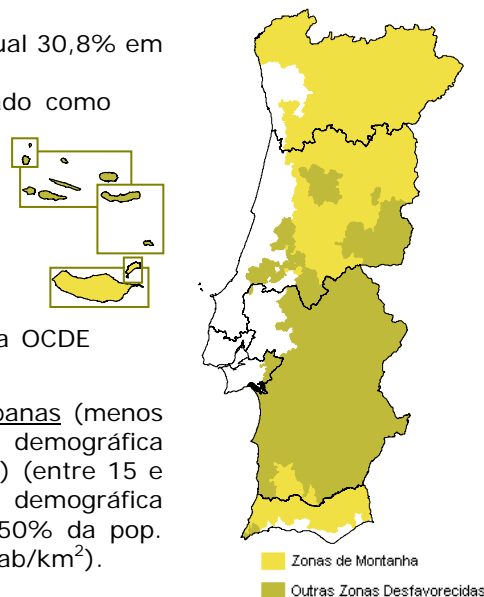 ual 30,8% em
ado como
a OCDE
banas (menos
demográfica
) (entre 15 e
demográfica
50% da pop.
ab/km²).
Zonas de Montanha
Outras Zonas Desfavorecidas